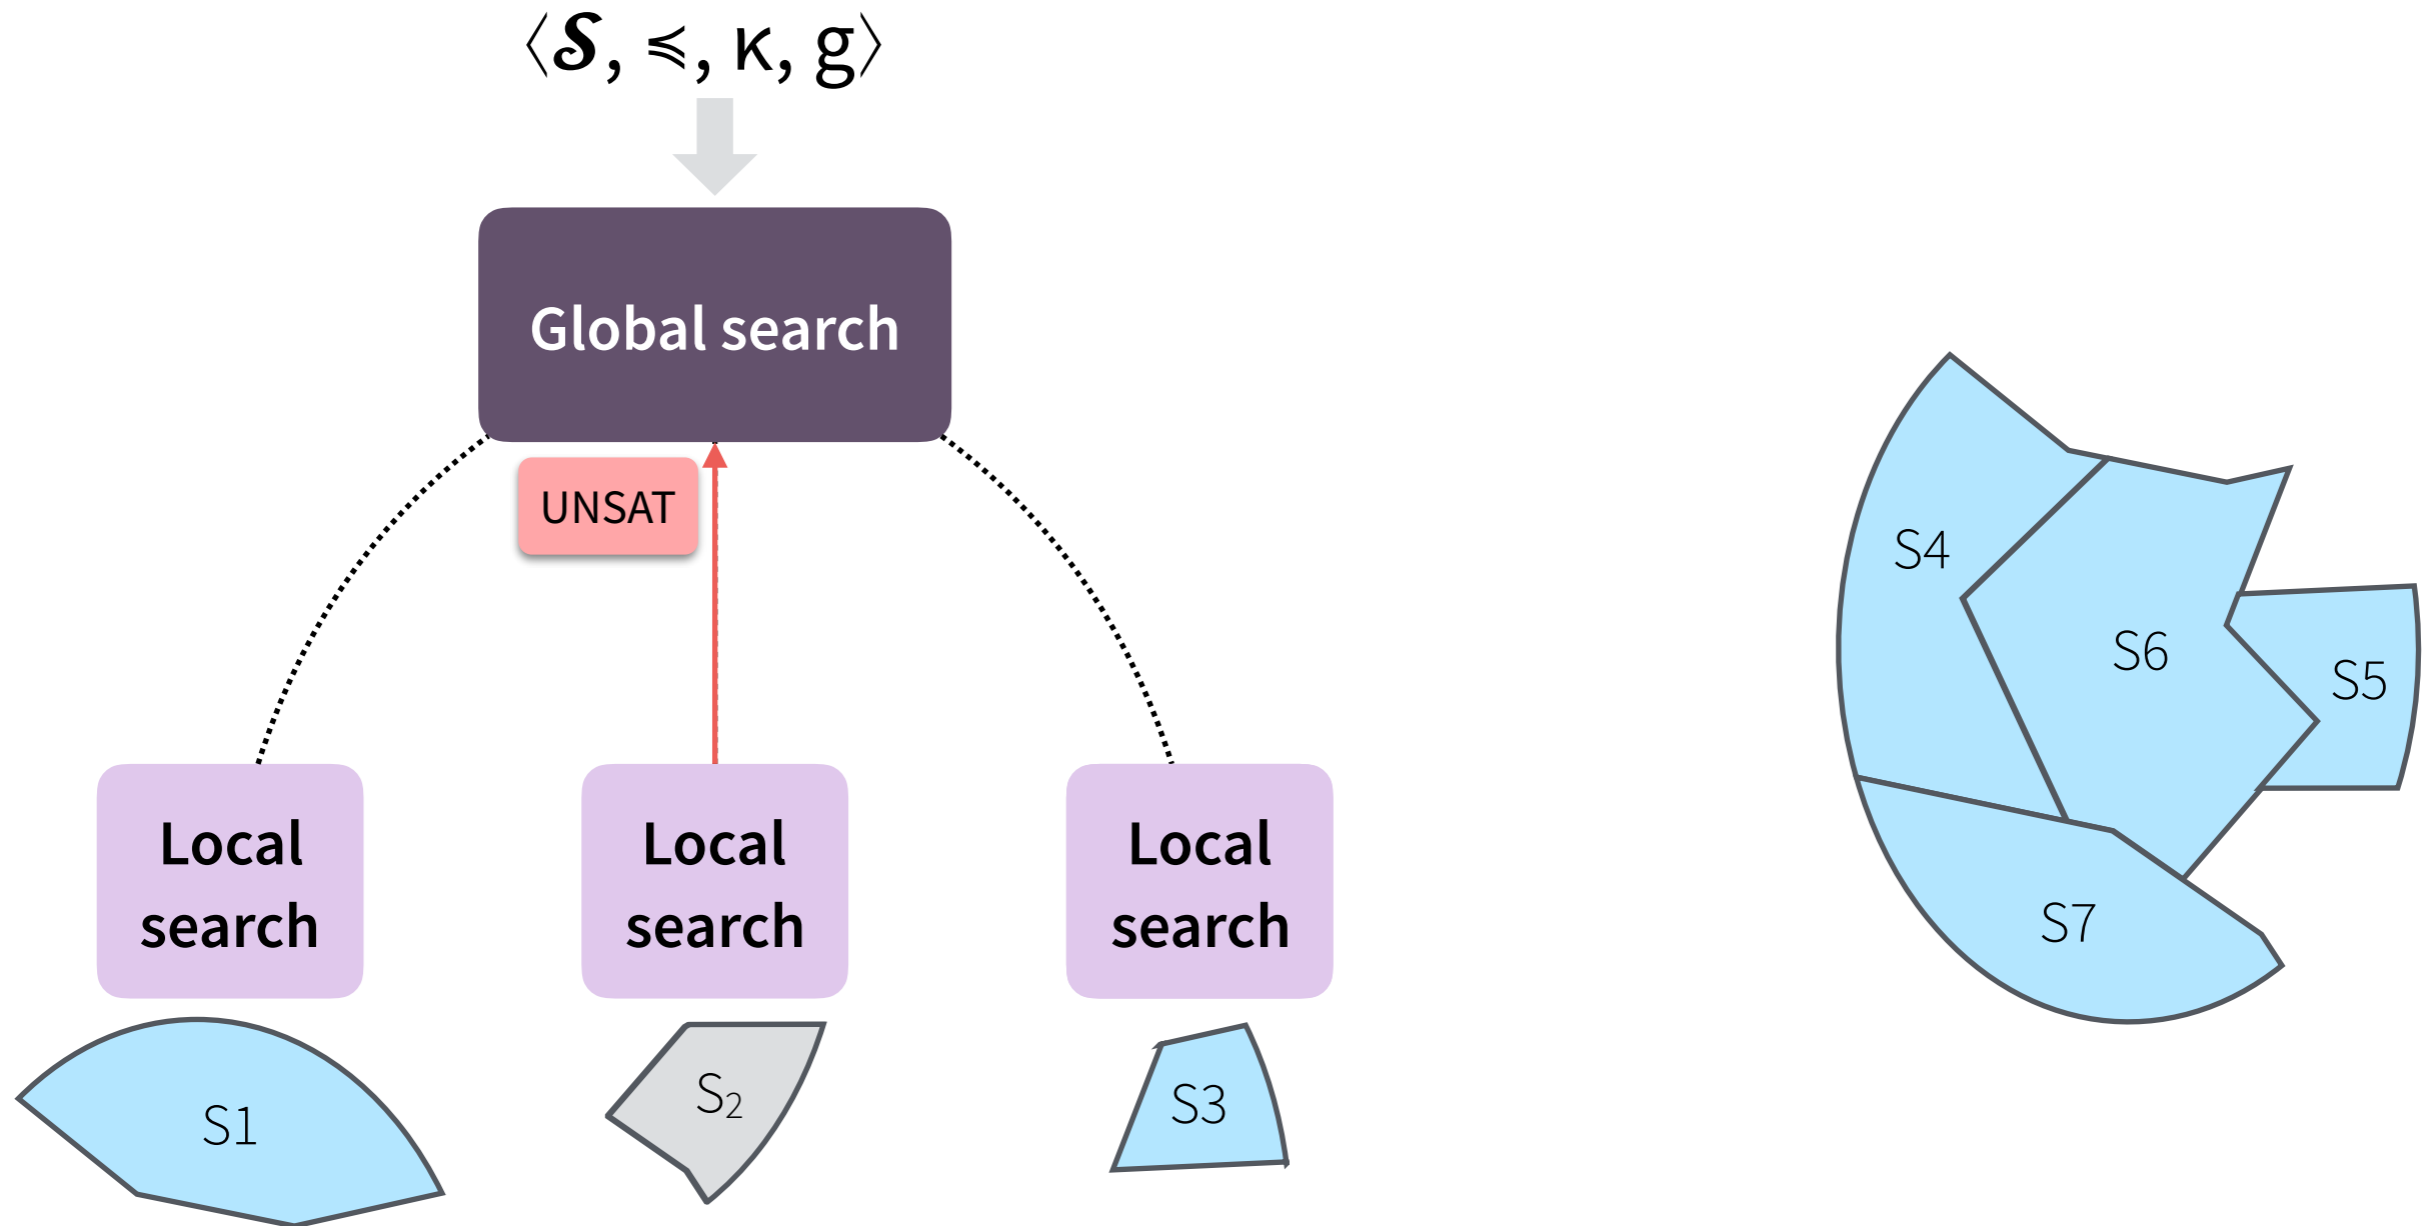 ⟨𝓢, ≼, κ, g⟩
Global search
UNSAT
S4
S6
S5
Local
search
Local
search
Local
search
S7
S1
S₂
S3